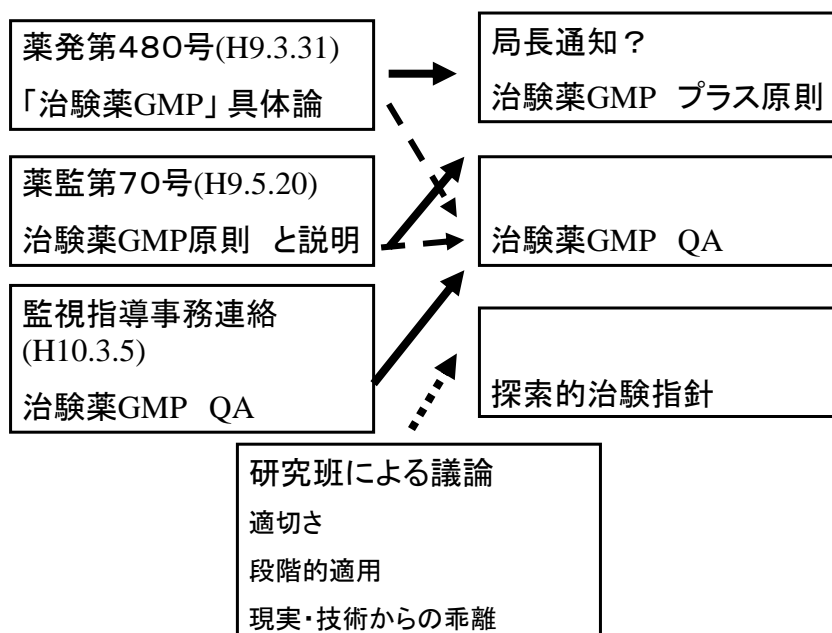 薬発第480号(H9.3.31)
「治験薬GMP」具体論
薬監第70号(H9.5.20)
治験薬GMP原則 と説明
監視指導事務連絡
(H10.3.5)
治験薬GMP QA
局長通知？
治験薬GMP プラス原則
治験薬GMP QA
探索的治験指針
研究班による議論
適切さ
段階的適用
現実・技術からの乖離